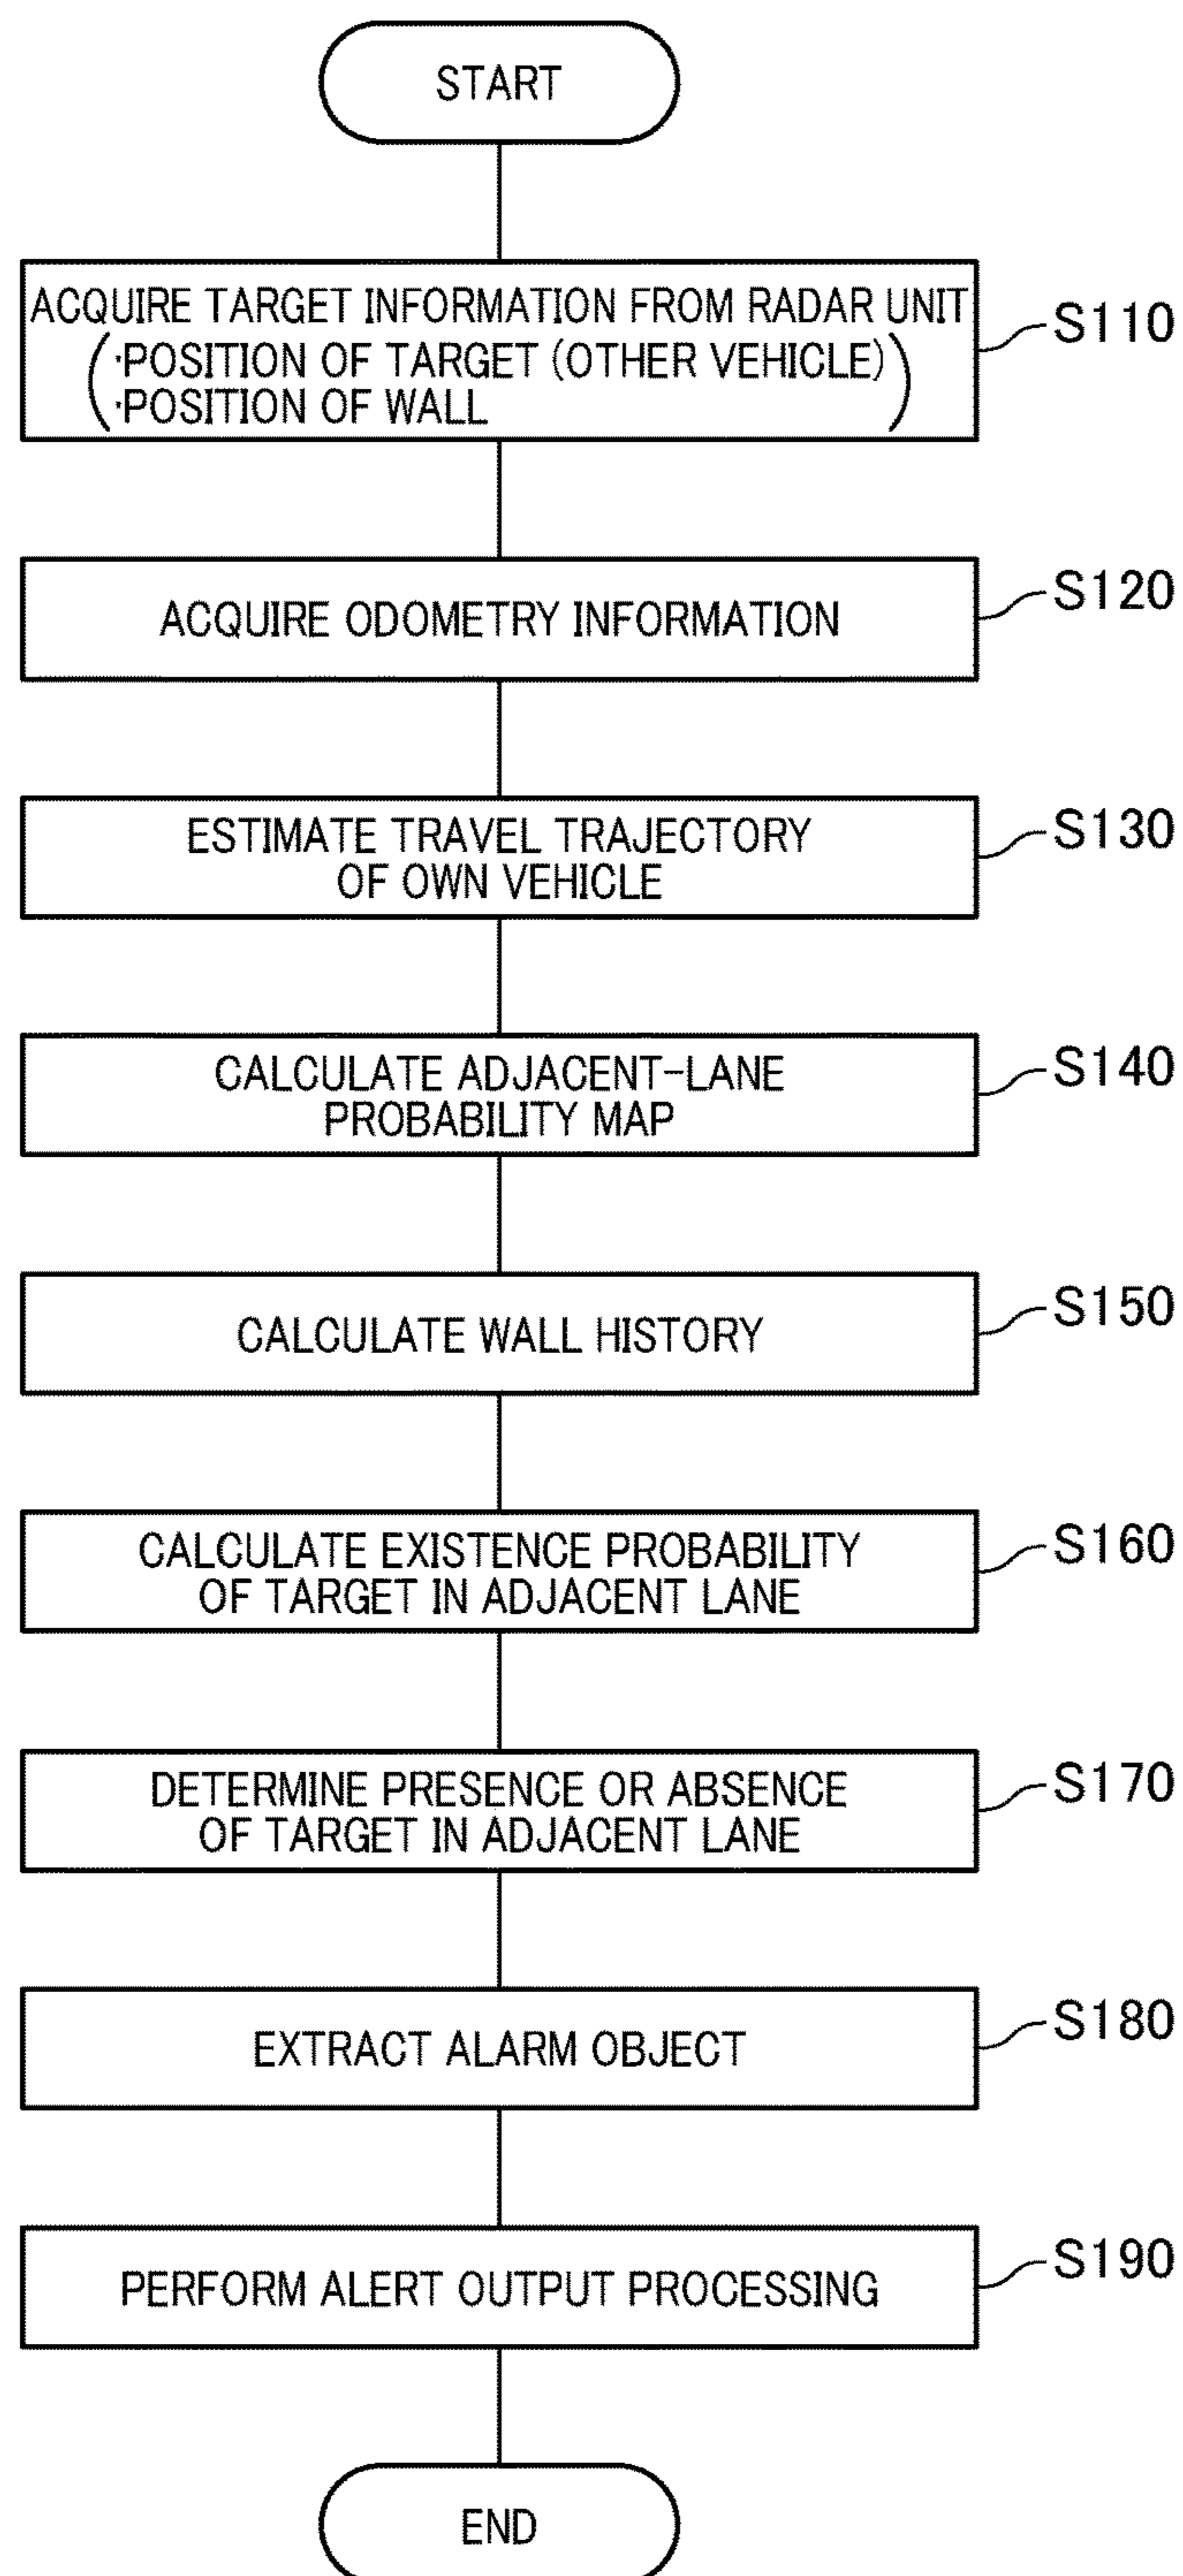 START
ACQUIRE TARGET INFORMATION FROM RADAR UNIT
(·POSITION OF TARGET (OTHER VEHICLE)
·POSITION OF WALL)
S110
ACQUIRE ODOMETRY INFORMATION
S120
ESTIMATE TRAVEL TRAJECTORY
OF OWN VEHICLE
S130
CALCULATE ADJACENT-LANE
PROBABILITY MAP
S140
CALCULATE WALL HISTORY
S150
CALCULATE EXISTENCE PROBABILITY
OF TARGET IN ADJACENT LANE
S160
DETERMINE PRESENCE OR ABSENCE
OF TARGET IN ADJACENT LANE
S170
EXTRACT ALARM OBJECT
S180
PERFORM ALERT OUTPUT PROCESSING
S190
END